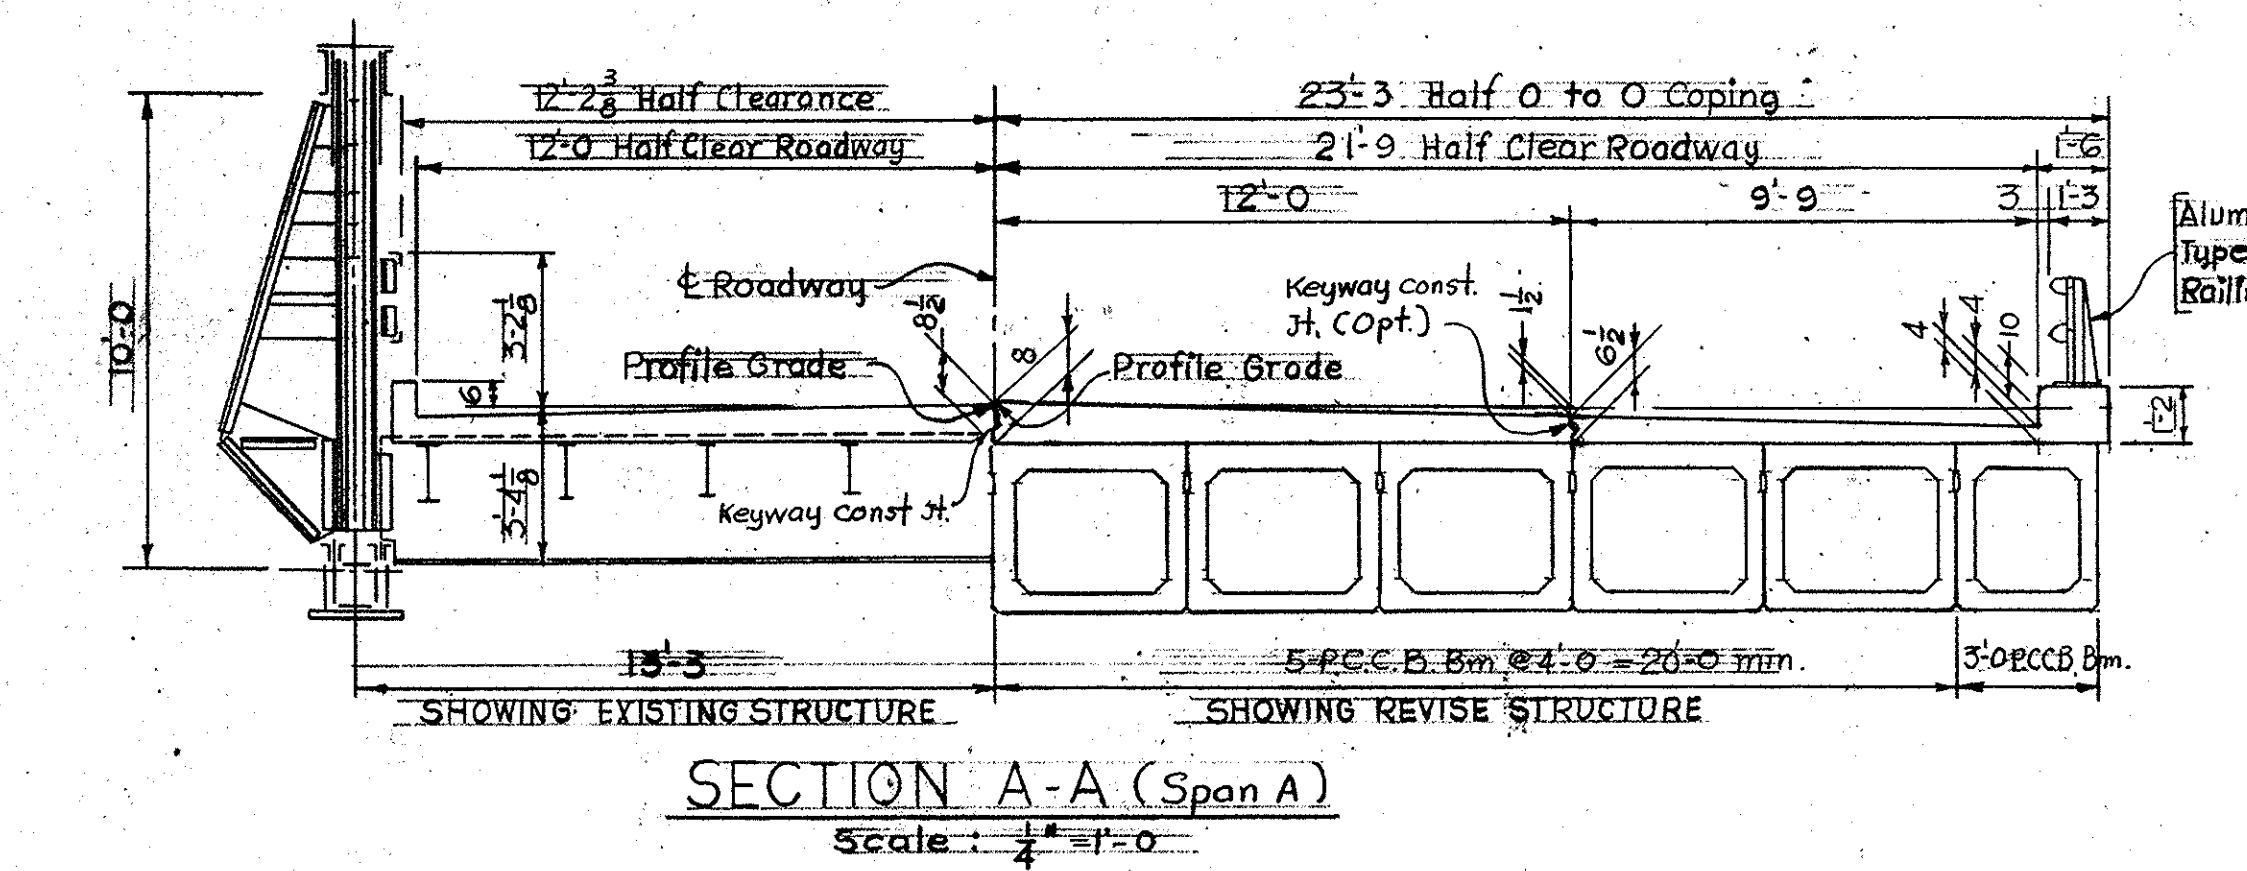 12'-2 3/8 Half Clearance
23'-3 Half O to O Coping
12'-0 Half Clear Roadway
21'-9 Half Clear Roadway
1'-6
12'-0
9'-9
3
1'-3
Alum
Type
10'-0
3'-2 1/8
℄ Roadway
8 1/2
8
Keyway const.
Jt. (Opt.)
1 1/2
6 1/2
4
4
10
Profile Grade
Profile Grade
6
1'-2
3'-4 1/8
Keyway Const Jt.
13'-3
5-P.C.C.B. Bm @ 4'-0 = 20'-0 min.
3'-0 P.C.C.B. Bm.
SHOWING EXISTING STRUCTURE
SHOWING REVISE STRUCTURE
SECTION A-A (Span A)
Scale : 1/4" = 1'-0